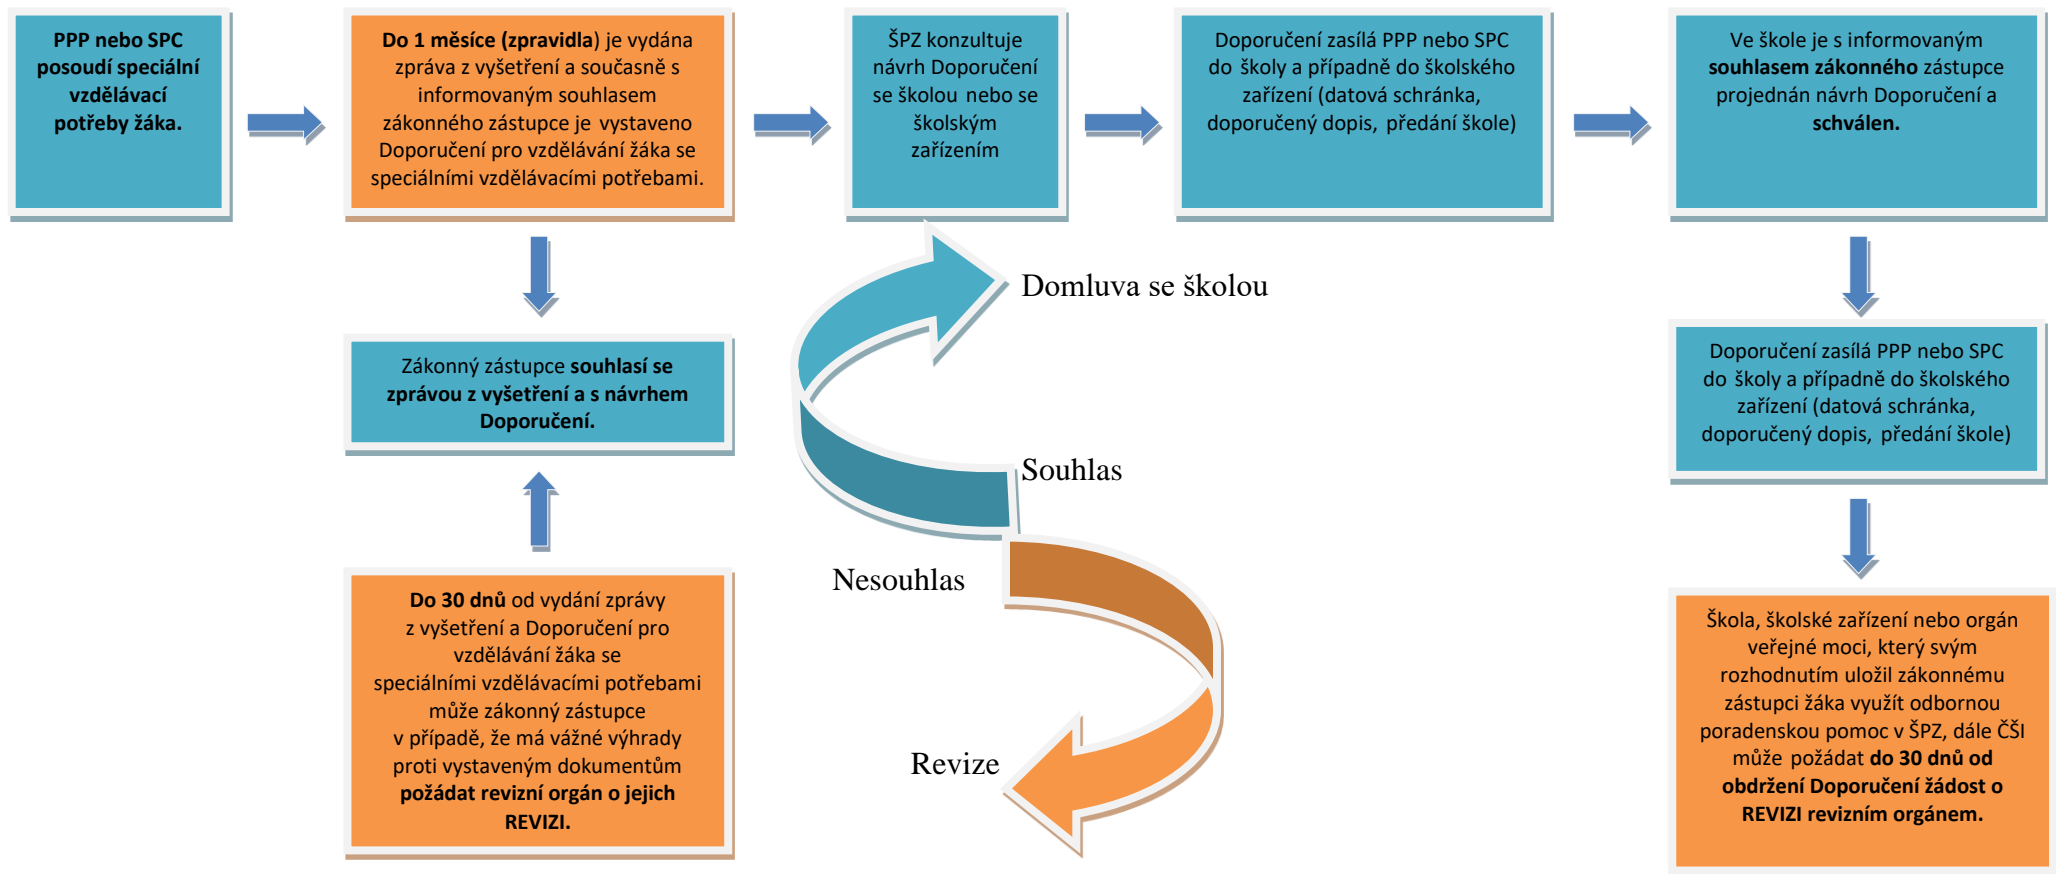 PPP nebo SPC
posoudí speciální
vzdělávací
potřeby žáka.
Do 1 měsíce (zpravidla) je vydána
zpráva z vyšetření a současně s
informovaným souhlasem
zákonného zástupce je vystaveno
Doporučení pro vzdělávání žáka se
speciálními vzdělávacími potřebami.
ŠPZ konzultuje
návrh Doporučení
se školou nebo se
školským
zařízením
Doporučení zasílá PPP nebo SPC
do školy a případně do školského
zařízení (datová schránka,
doporučený dopis, předání škole)
Ve škole je s informovaným
souhlasem zákonného zástupce
projednán návrh Doporučení a
schválen.
Domluva se školou
Zákonný zástupce souhlasí se
zprávou z vyšetření a s návrhem
Doporučení.
Doporučení zasílá PPP nebo SPC
do školy a případně do školského
zařízení (datová schránka,
doporučený dopis, předání škole)
Souhlas
Nesouhlas
Revize
Do 30 dnů od vydání zprávy
z vyšetření a Doporučení pro
vzdělávání žáka se
speciálními vzdělávacími potřebami
může zákonný zástupce
v případě, že má vážné výhrady
proti vystaveným dokumentům
požádat revizní orgán o jejich
REVIZI.
Škola, školské zařízení nebo orgán
veřejné moci, který svým
rozhodnutím uložil zákonnému
zástupci žáka využít odbornou
poradenskou pomoc v ŠPZ, dále ČŠI
může požádat do 30 dnů od
obdržení Doporučení žádost o
REVIZI revizním orgánem.